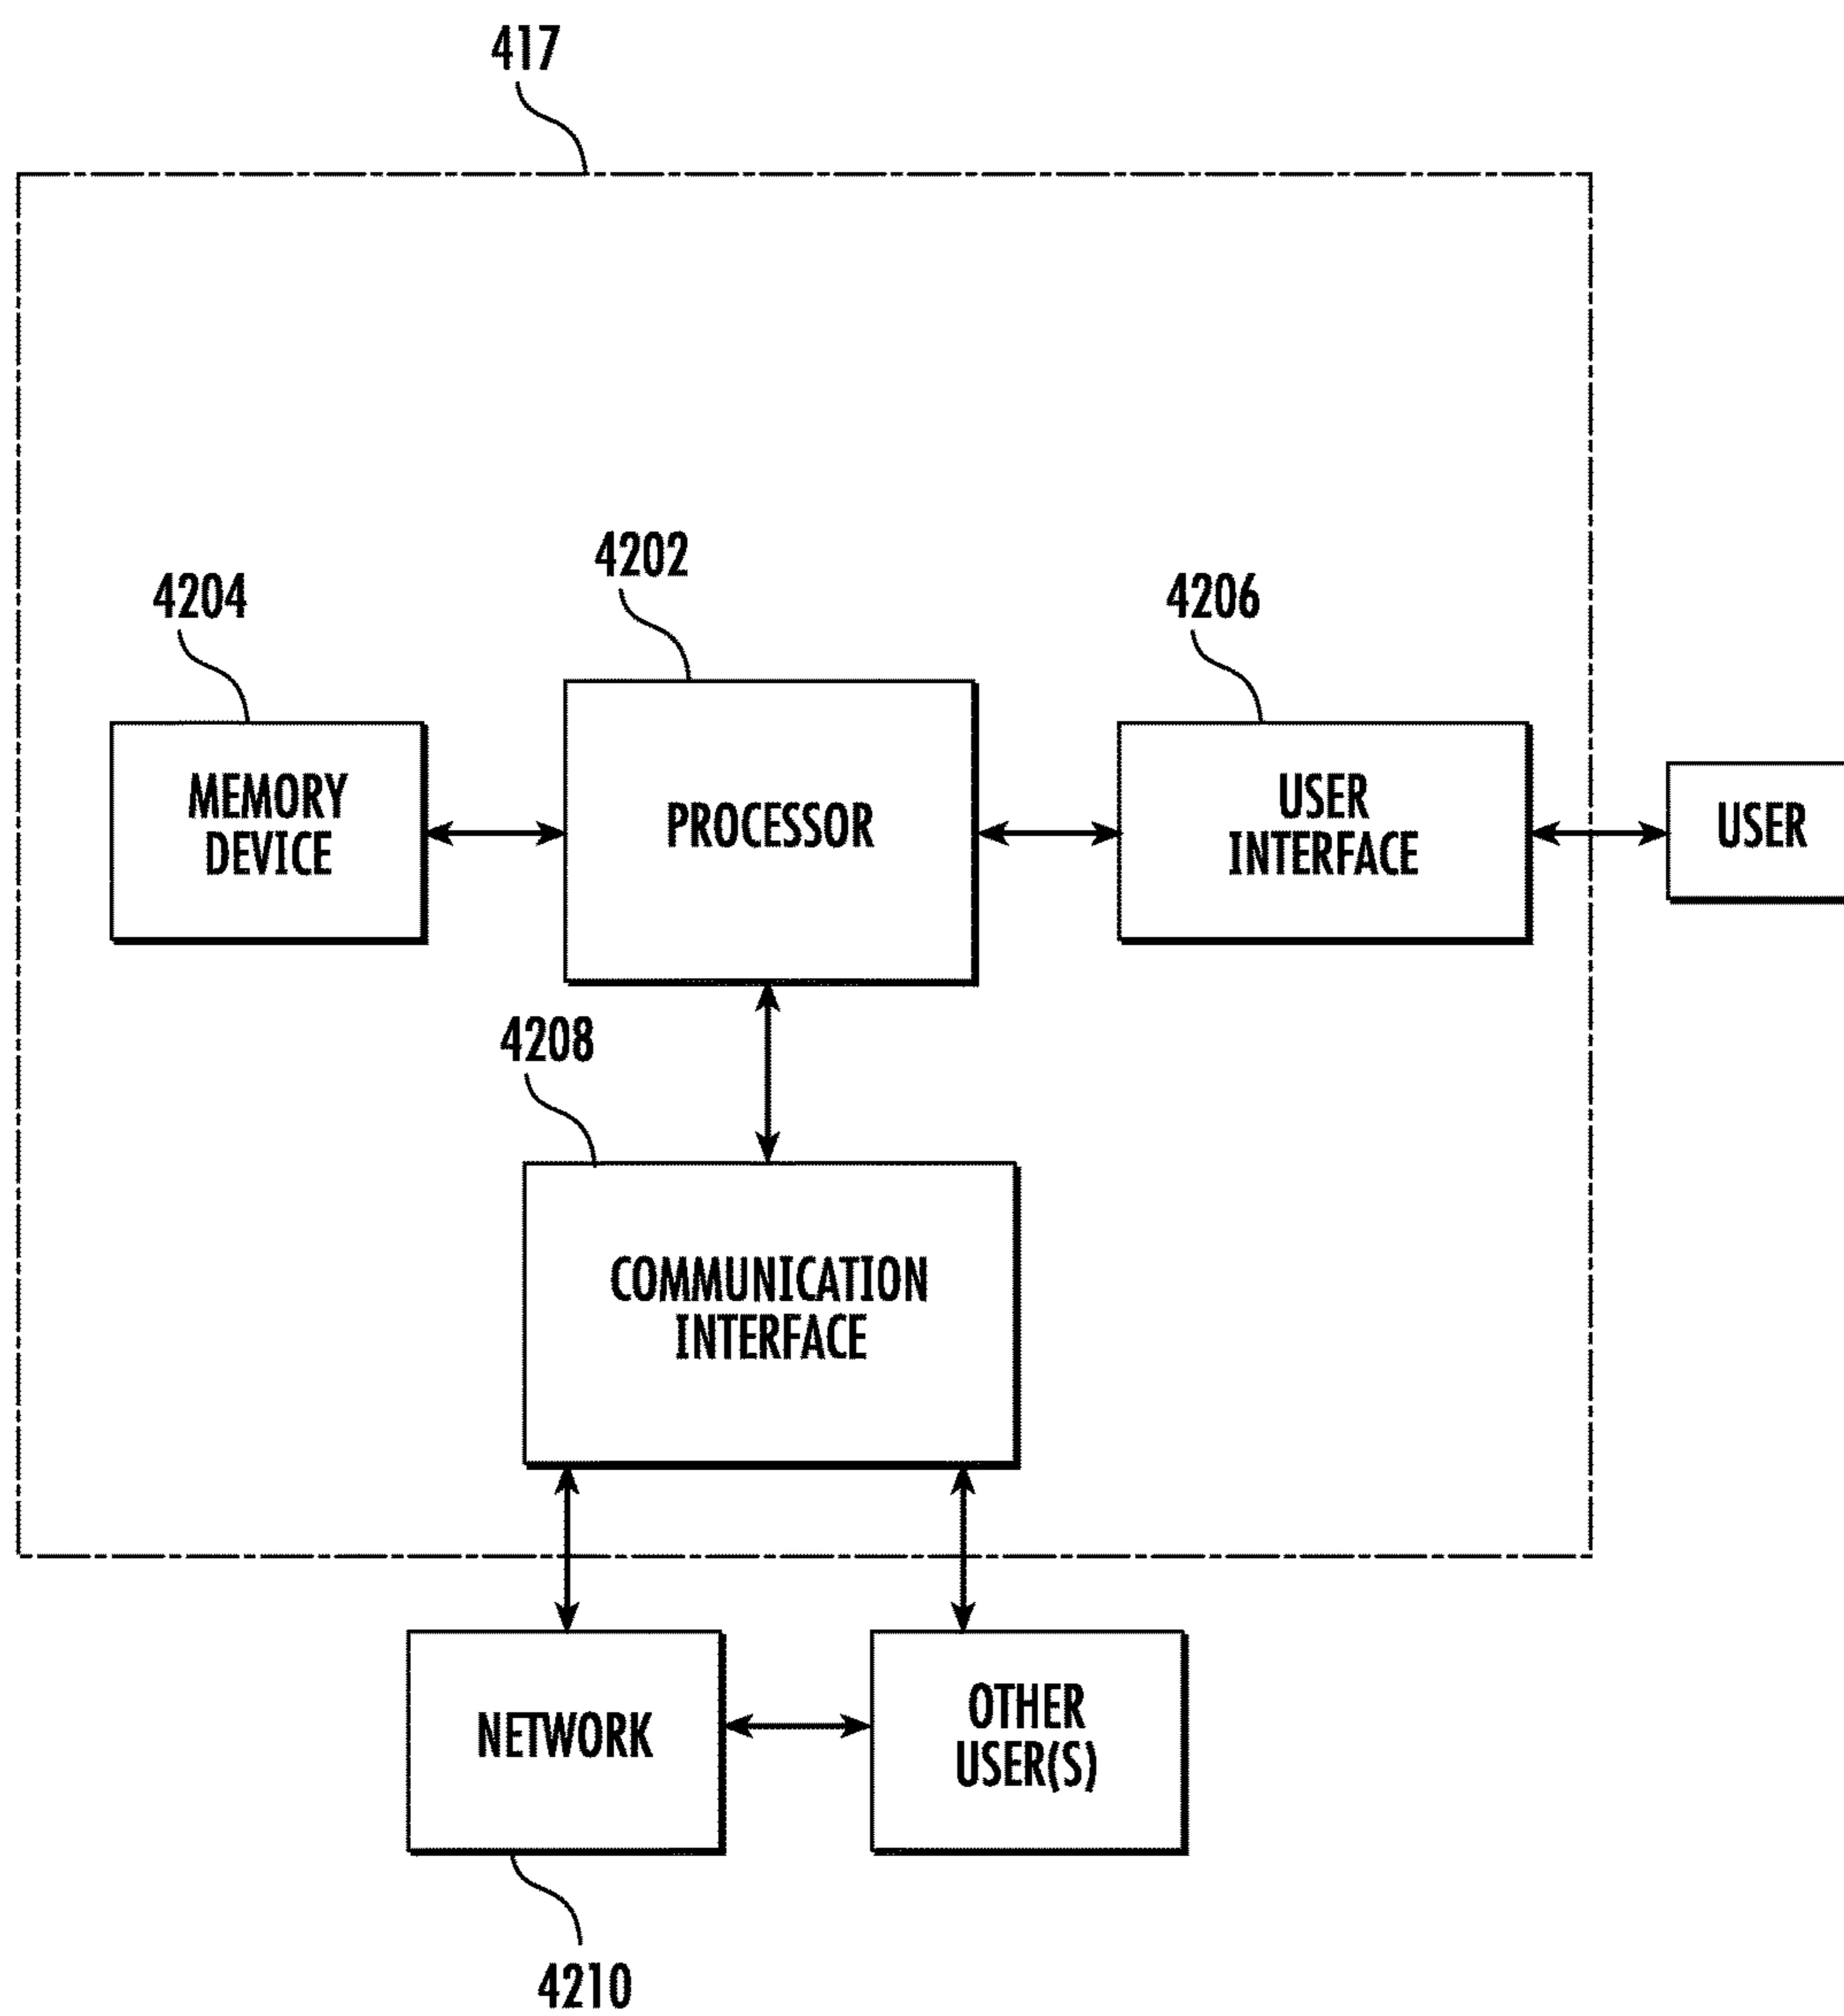 417
4202
4204
4206
MEMORY
DEVICE
PROCESSOR
USER
INTERFACE
USER
4208
COMMUNICATION
INTERFACE
NETWORK
OTHER
USER(S)
4210